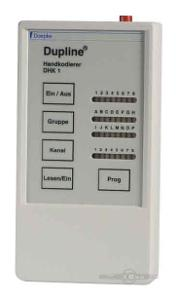 Doepke
Dupline®
Handkodierer
DHK 1
Ein / Aus
1 2 3 4 5 6 7 8
Gruppe
A B C D E F G H
I J K L M N O P
Kanal
1 2 3 4 5 6 7 8
Lesen/Ein
Prog